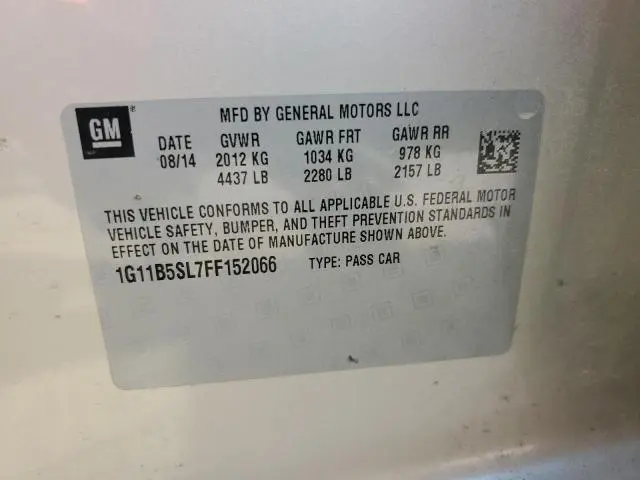 GM
®
MFD BY GENERAL MOTORS LLC
DATE GVWR GAWR FRT GAWR RR
08/14 2012 KG 1034 KG 978 KG
4437 LB 2280 LB 2157 LB
THIS VEHICLE CONFORMS TO ALL APPLICABLE U.S. FEDERAL MOTOR
VEHICLE SAFETY, BUMPER, AND THEFT PREVENTION STANDARDS IN
EFFECT ON THE DATE OF MANUFACTURE SHOWN ABOVE.
1G11B5SL7FF152066 TYPE: PASS CAR